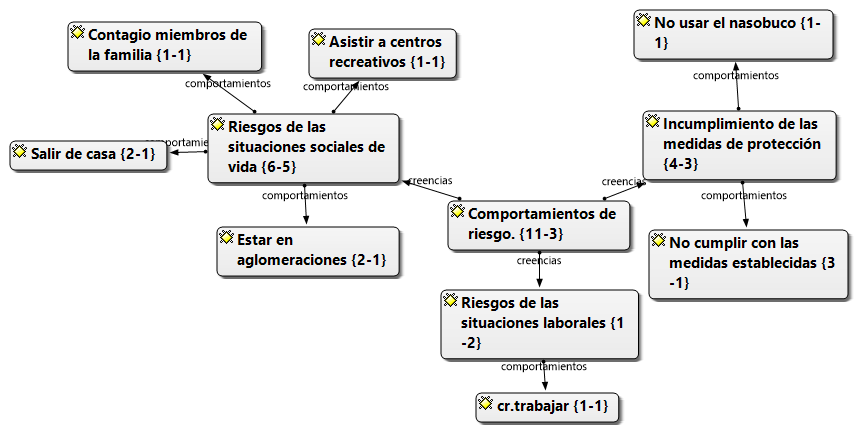 Contagio miembros de
la familia {1-1}
Asistir a centros
recreativos {1-1}
No usar el nasobuco {1-
1}
comportamientos
comportamientos
comportamientos
Riesgos de las
situaciones sociales de
vida {6-5}
Incumplimiento de las
medidas de protección
{4-3}
Salir de casa {2-1}
comportamie
creencias
creencias
comportamientos
comportamientos
Comportamientos de
riesgo. {11-3}
Estar en
aglomeraciones {2-1}
No cumplir con las
medidas establecidas {3
-1}
creencias
Riesgos de las
situaciones laborales {1
-2}
comportamientos
cr.trabajar {1-1}